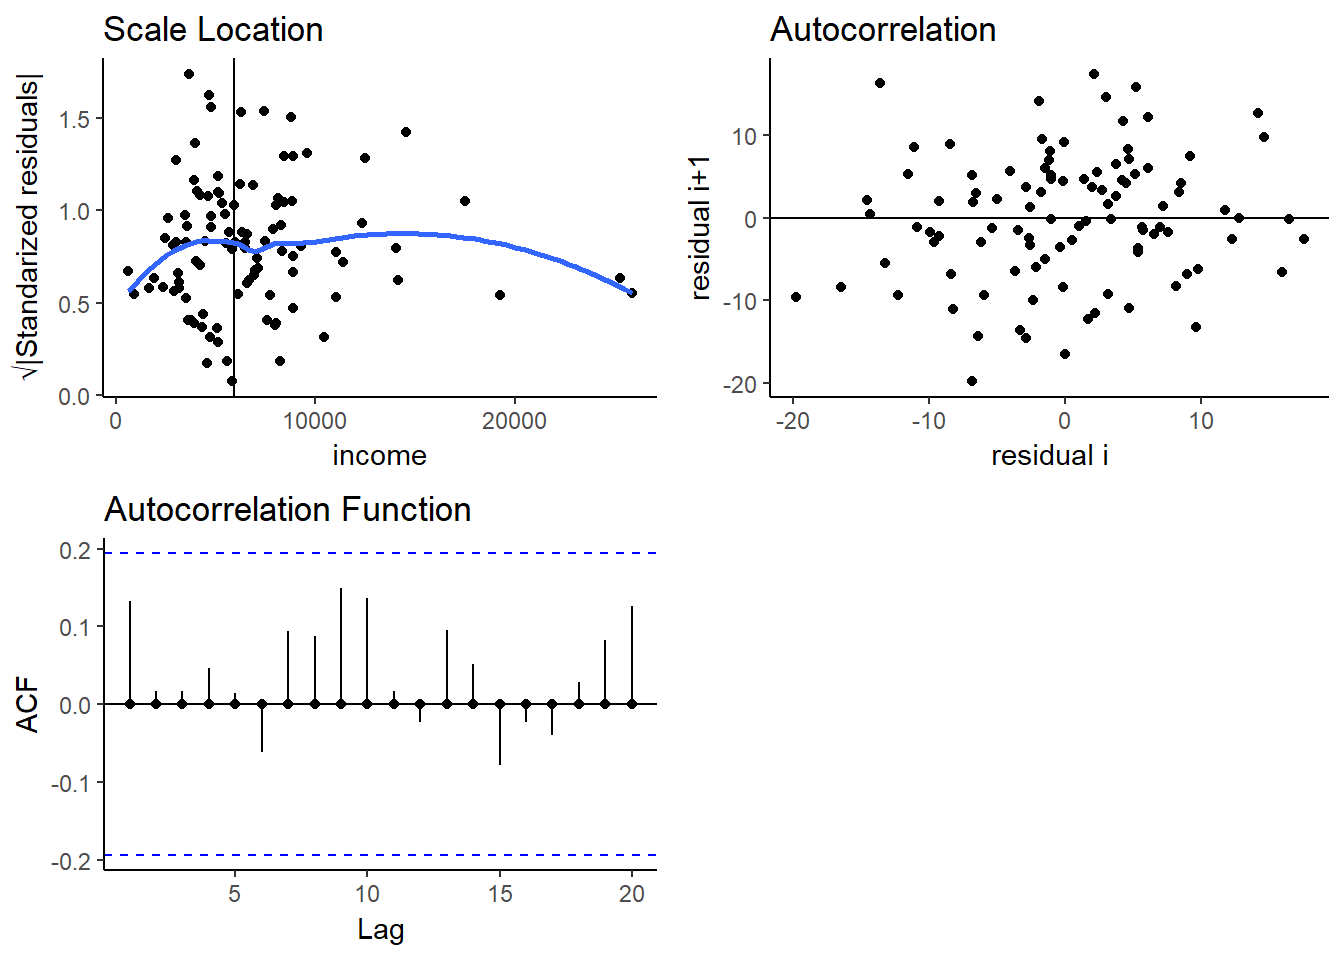 Scale Location
√|Standarized residuals|
1.5
1.0
0.5
0.0
0
10000
20000
income
Autocorrelation
residual i+1
10
0
-10
-20
-20
-10
0
10
residual i
Autocorrelation Function
ACF
0.2
0.1
0.0
-0.1
-0.2
5
10
15
20
Lag